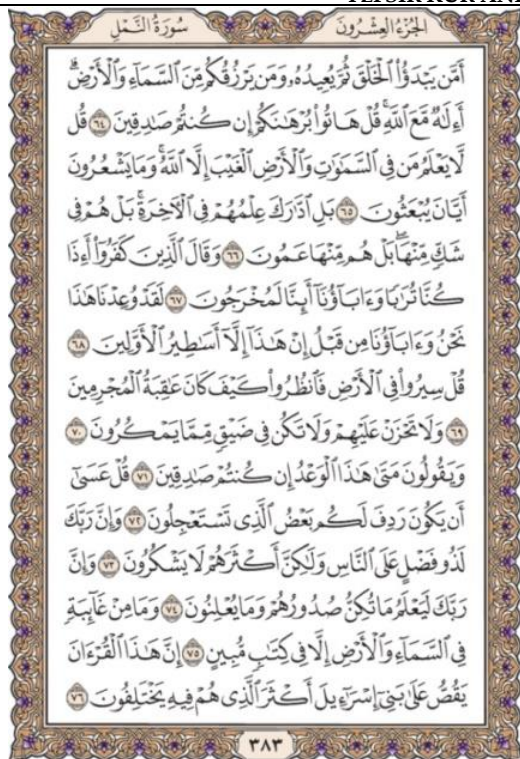 الجزء العشرون سورة النمل
أَمَّن يَبْدَؤُا۟ ٱلْخَلْقَ ثُمَّ يُعِيدُهُۥ وَمَن يَرْزُقُكُم مِّنَ ٱلسَّمَآءِ وَٱلْأَرْضِ ۗ
أَءِلَـٰهٌ مَّعَ ٱللَّهِ ۚ قُلْ هَاتُوا۟ بُرْهَـٰنَكُمْ إِن كُنتُمْ صَـٰدِقِينَ ٦٤ قُل
لَّا يَعْلَمُ مَن فِى ٱلسَّمَـٰوَٰتِ وَٱلْأَرْضِ ٱلْغَيْبَ إِلَّا ٱللَّهُ ۚ وَمَا يَشْعُرُونَ
أَيَّانَ يُبْعَثُونَ ٦٥ بَلِ ٱدَّٰرَكَ عِلْمُهُمْ فِى ٱلْـَٔاخِرَةِ ۚ بَلْ هُمْ فِى
شَكٍّ مِّنْهَا ۖ بَلْ هُم مِّنْهَا عَمُونَ ٦٦ وَقَالَ ٱلَّذِينَ كَفَرُوٓا۟ أَءِذَا
كُنَّا تُرَٰبًا وَءَابَآؤُنَآ أَئِنَّا لَمُخْرَجُونَ ٦٧ لَقَدْ وُعِدْنَا هَـٰذَا
نَحْنُ وَءَابَآؤُنَا مِن قَبْلُ إِنْ هَـٰذَآ إِلَّآ أَسَـٰطِيرُ ٱلْأَوَّلِينَ ٦٨
قُلْ سِيرُوا۟ فِى ٱلْأَرْضِ فَٱنظُرُوا۟ كَيْفَ كَانَ عَـٰقِبَةُ ٱلْمُجْرِمِينَ
٦٩ وَلَا تَحْزَنْ عَلَيْهِمْ وَلَا تَكُن فِى ضَيْقٍ مِّمَّا يَمْكُرُونَ ٧٠
وَيَقُولُونَ مَتَىٰ هَـٰذَا ٱلْوَعْدُ إِن كُنتُمْ صَـٰدِقِينَ ٧١ قُلْ عَسَىٰٓ
أَن يَكُونَ رَدِفَ لَكُم بَعْضُ ٱلَّذِى تَسْتَعْجِلُونَ ٧٢ وَإِنَّ رَبَّكَ
لَذُو فَضْلٍ عَلَى ٱلنَّاسِ وَلَـٰكِنَّ أَكْثَرَهُمْ لَا يَشْكُرُونَ ٧٣ وَإِنَّ
رَبَّكَ لَيَعْلَمُ مَا تُكِنُّ صُدُورُهُمْ وَمَا يُعْلِنُونَ ٧٤ وَمَا مِنْ غَآئِبَةٍ
فِى ٱلسَّمَآءِ وَٱلْأَرْضِ إِلَّا فِى كِتَـٰبٍ مُّبِينٍ ٧٥ إِنَّ هَـٰذَا ٱلْقُرْءَانَ
يَقُصُّ عَلَىٰ بَنِىٓ إِسْرَٰٓءِيلَ أَكْثَرَ ٱلَّذِى هُمْ فِيهِ يَخْتَلِفُونَ ٧٦
٣٨٣